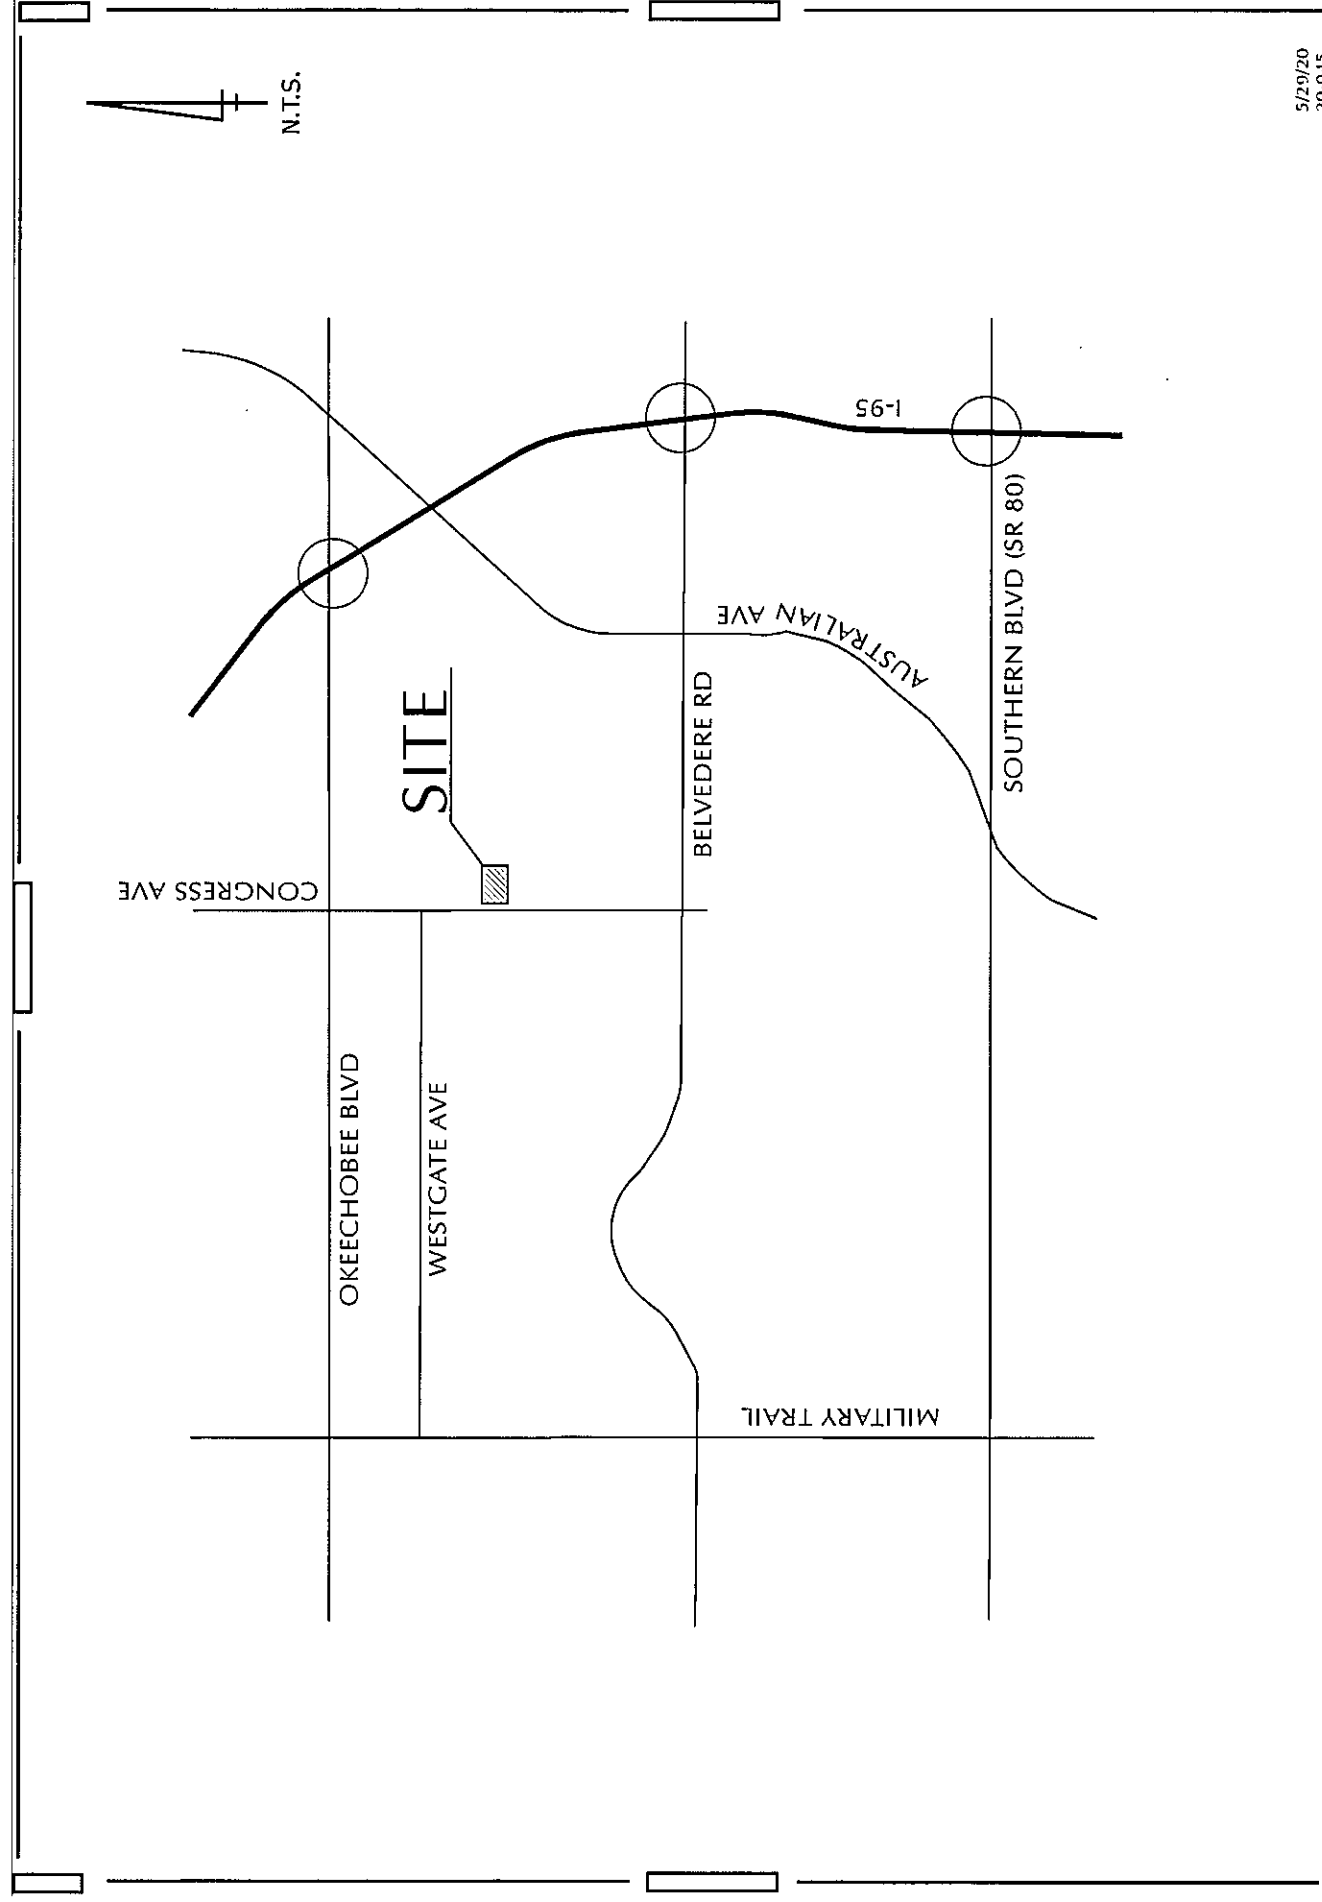 N.T.S.
CONGRESS AVE
SITE
OKEECHOBEE BLVD
WESTGATE AVE
BELVEDERE RD
AUSTRALIAN AVE
I-95
MILITARY TRAIL
SOUTHERN BLVD (SR 80)
5/29/20